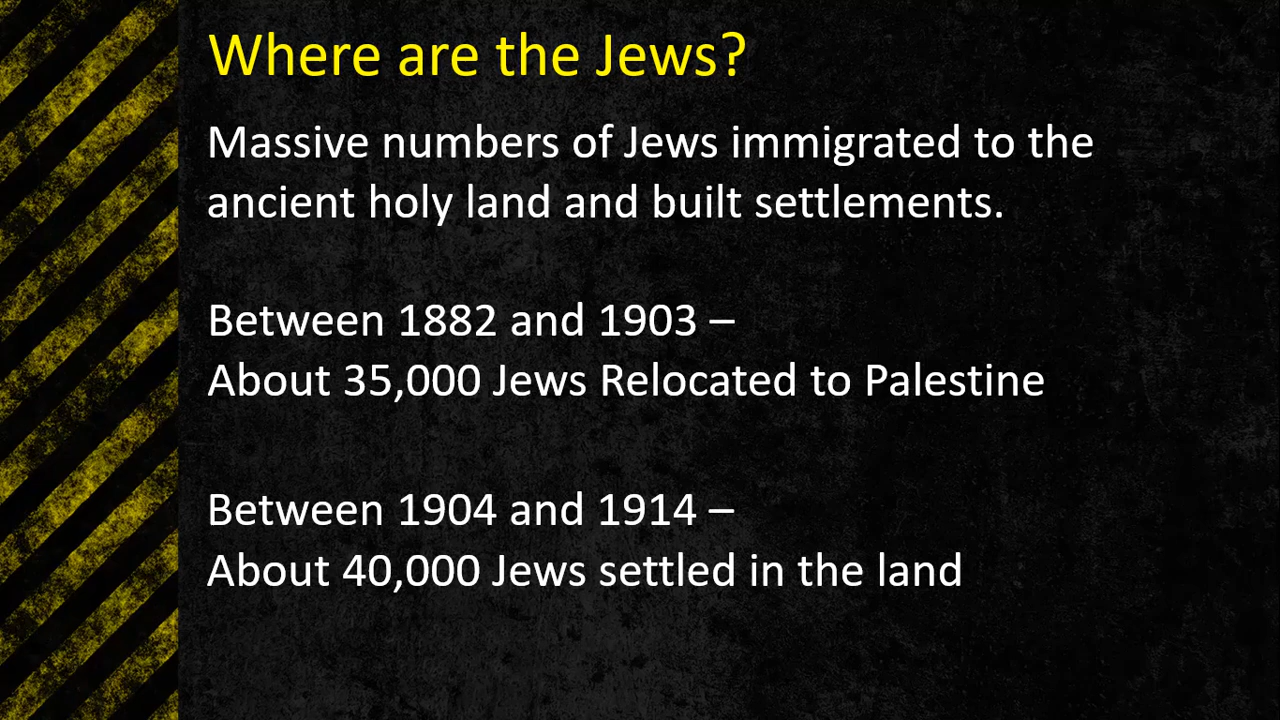 Where are the Jews?
Massive numbers of Jews immigrated to the
ancient holy land and built settlements.
Between 1882 and 1903 –
About 35,000 Jews Relocated to Palestine
Between 1904 and 1914 –
About 40,000 Jews settled in the land